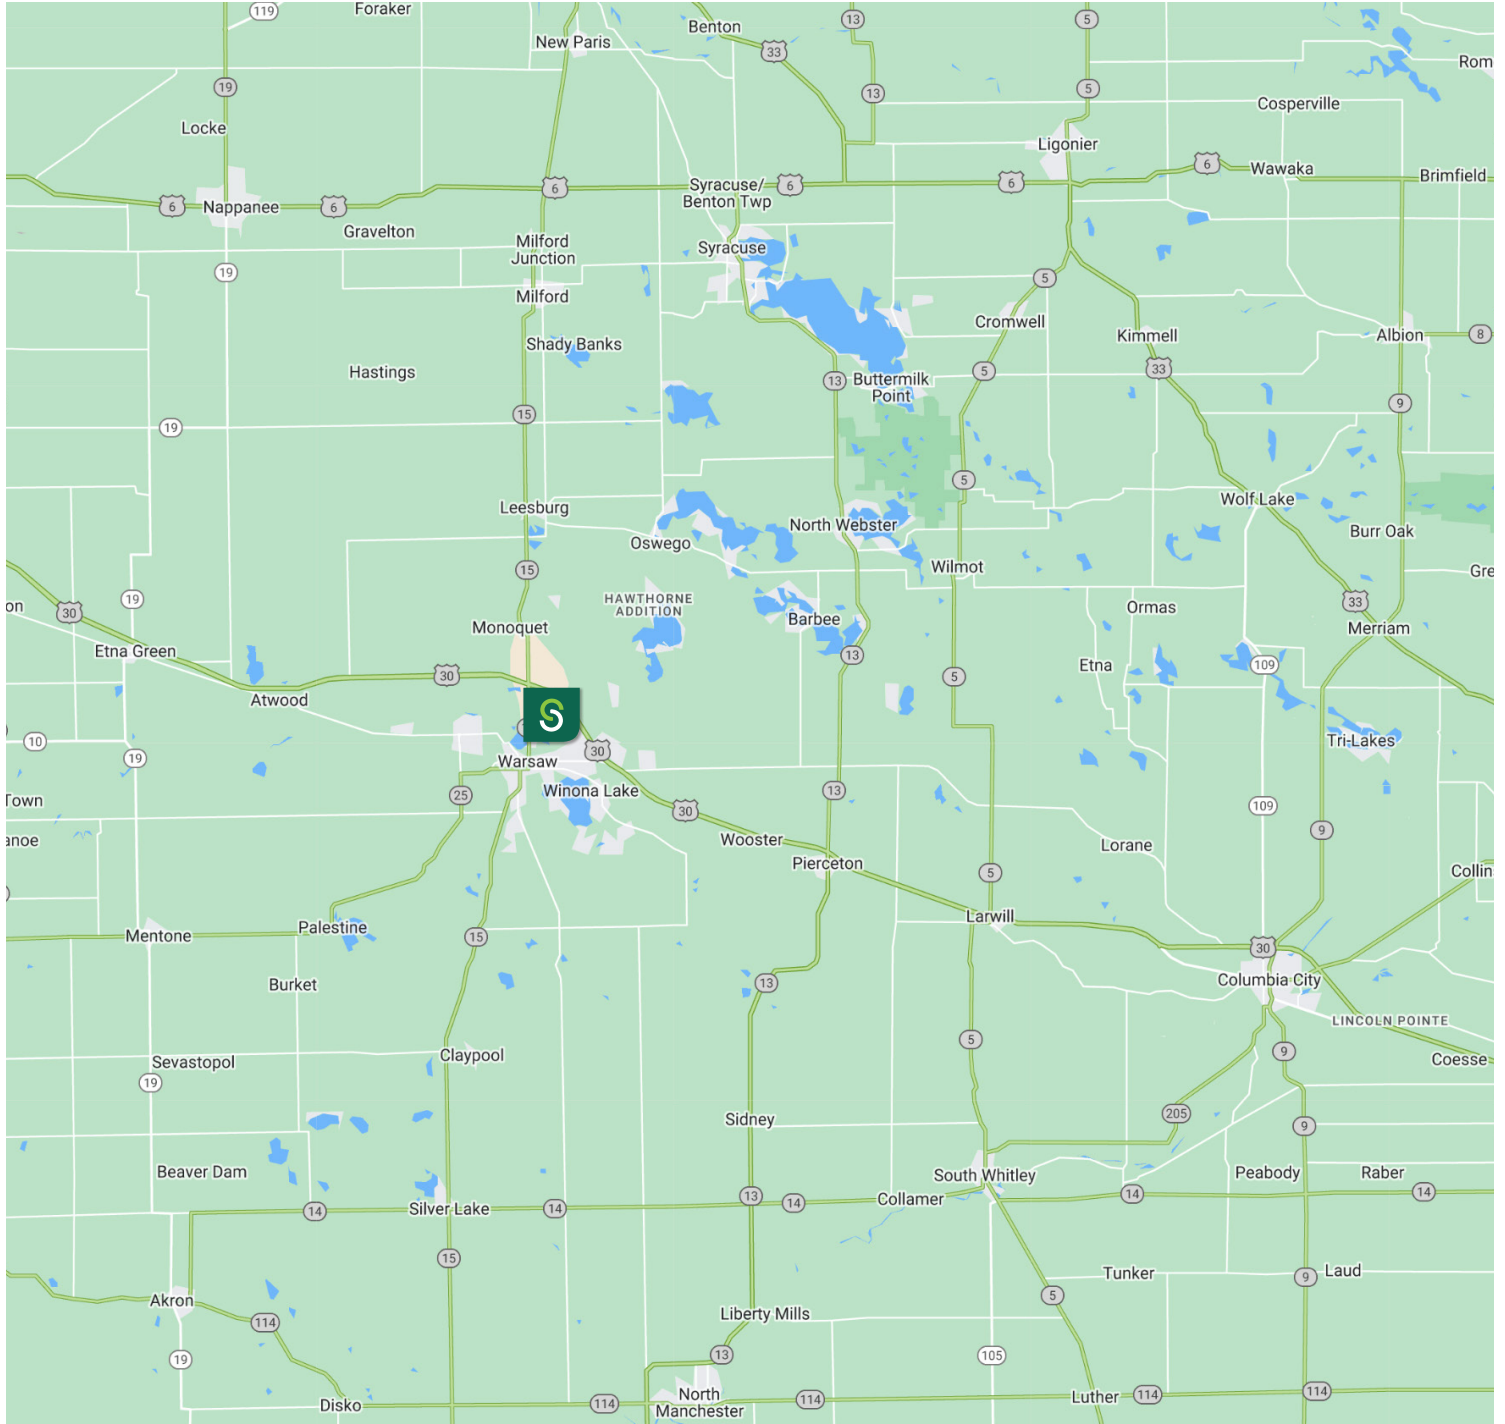 119
Foraker
Benton
13
5
New Paris
33
Rom
19
13
5
Cosperville
Locke
Ligonier
6
Wawaka
Brimfield
6
Nappanee
6
6
Syracuse/
Benton Twp
6
6
Gravelton
Milford
Junction
Syracuse
19
5
Milford
Cromwell
Kimmell
Albion
8
Shady Banks
Hastings
13
Buttermilk
Point
5
33
9
15
19
5
Wolf Lake
Leesburg
North Webster
Burr Oak
Oswego
15
Wilmot
Gre
on
30
19
HAWTHORNE
ADDITION
Barbee
Ormas
33
Monoquet
Merriam
Etna Green
13
Etna
109
30
5
Atwood
10
19
S
30
Tri-Lakes
Warsaw
Winona Lake
Town
25
30
13
109
anoe
Wooster
Pierceton
Lorane
9
5
Collin
Mentone
Palestine
15
Larwill
30
Burket
13
Columbia City
LINCOLN POINTE
Sevastopol
Claypool
5
9
Coesse
19
Sidney
205
9
Beaver Dam
South Whitley
Peabody
Raber
14
Silver Lake
14
13
14
Collamer
14
14
15
Tunker
9
Laud
Akron
5
114
Liberty Mills
19
13
105
Disko
114
North
Manchester
114
Luther
114
114